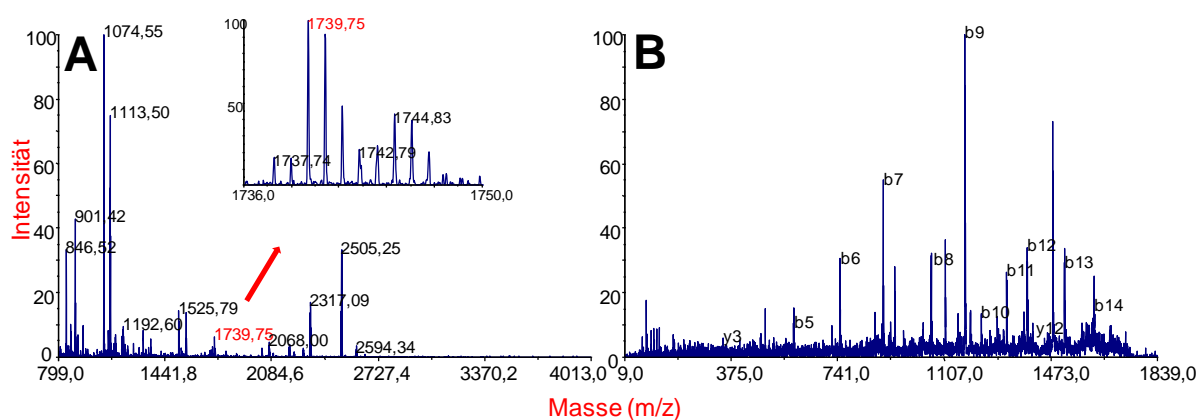 A
B
Intensität
100
80
60
40
20
0
1074,55
1113,50
901,42
846,52
1192,60
1525,79
1739,75
2068,00
2317,09
2505,25
2594,34
799,0
1441,8
2084,6
2727,4
3370,2
4013,0
100
50
1739,75
1737,74
1742,79
1744,83
1736,0
1750,0
100
80
60
40
20
0
y3
b5
b6
b7
b8
b9
b10
b11
b12
y12
b13
b14
9,0
375,0
741,0
1107,0
1473,0
1839,0
Masse (m/z)